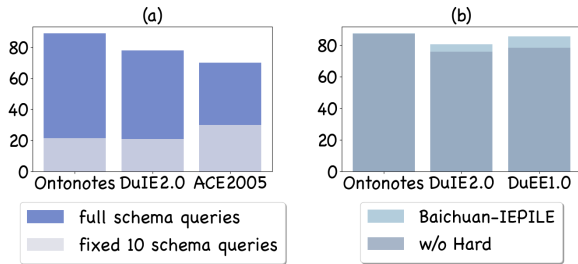 (a)
80
60
40
20
0
Ontonotes DuIE2.0 ACE2005
full schema queries
fixed 10 schema queries
(b)
80
60
40
20
0
Ontonotes DuIE2.0 DuEE1.0
Baichuan-IEPILE
w/o Hard